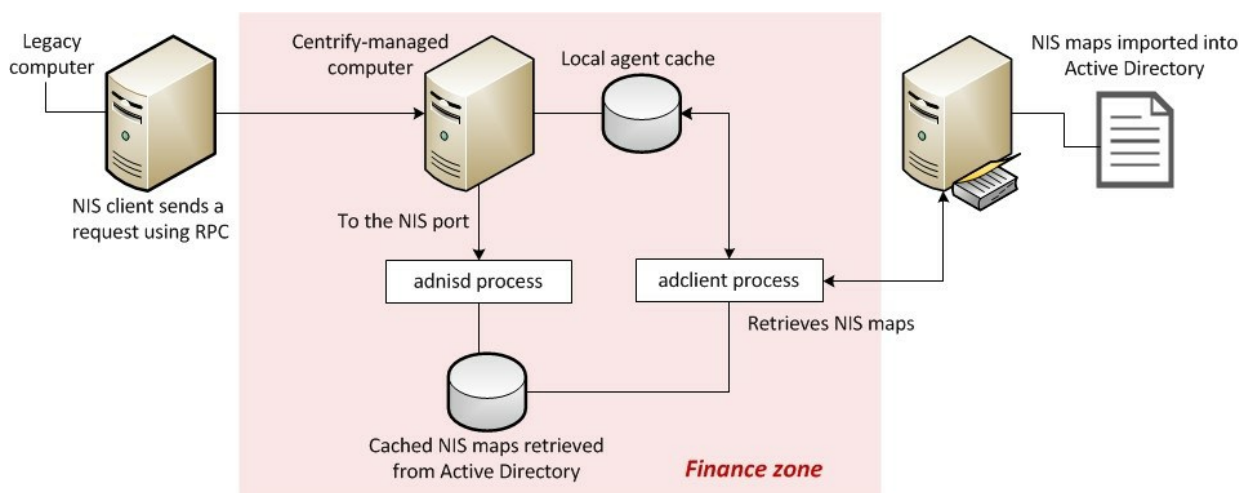 Legacy
computer
NIS client sends a
request using RPC
Centrify-managed
computer
Local agent cache
To the NIS port
adnisd process
adclient process
Retrieves NIS maps
Cached NIS maps retrieved
from Active Directory
Finance zone
NIS maps imported into
Active Directory